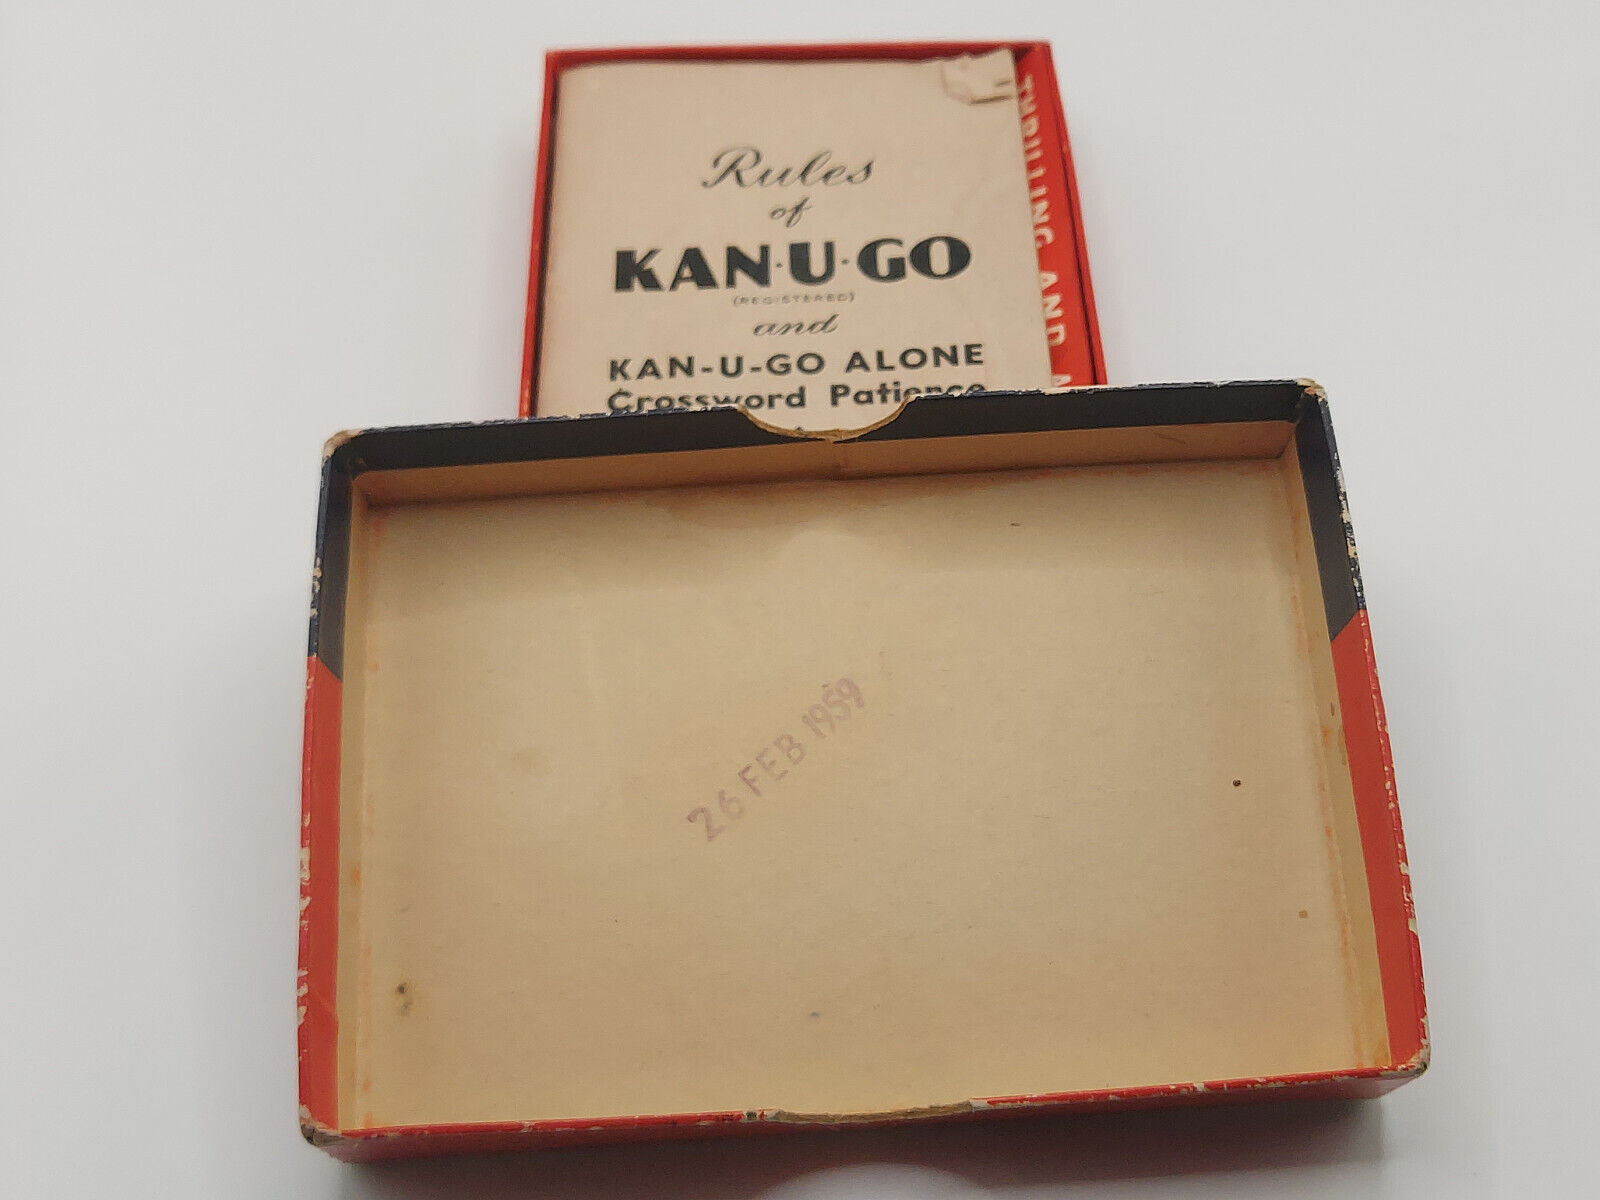 Rules
of
KAN·U·GO
(REGISTERED)
and
KAN-U-GO ALONE
Crossword Patience
THRILLING AND
26 FEB 1959